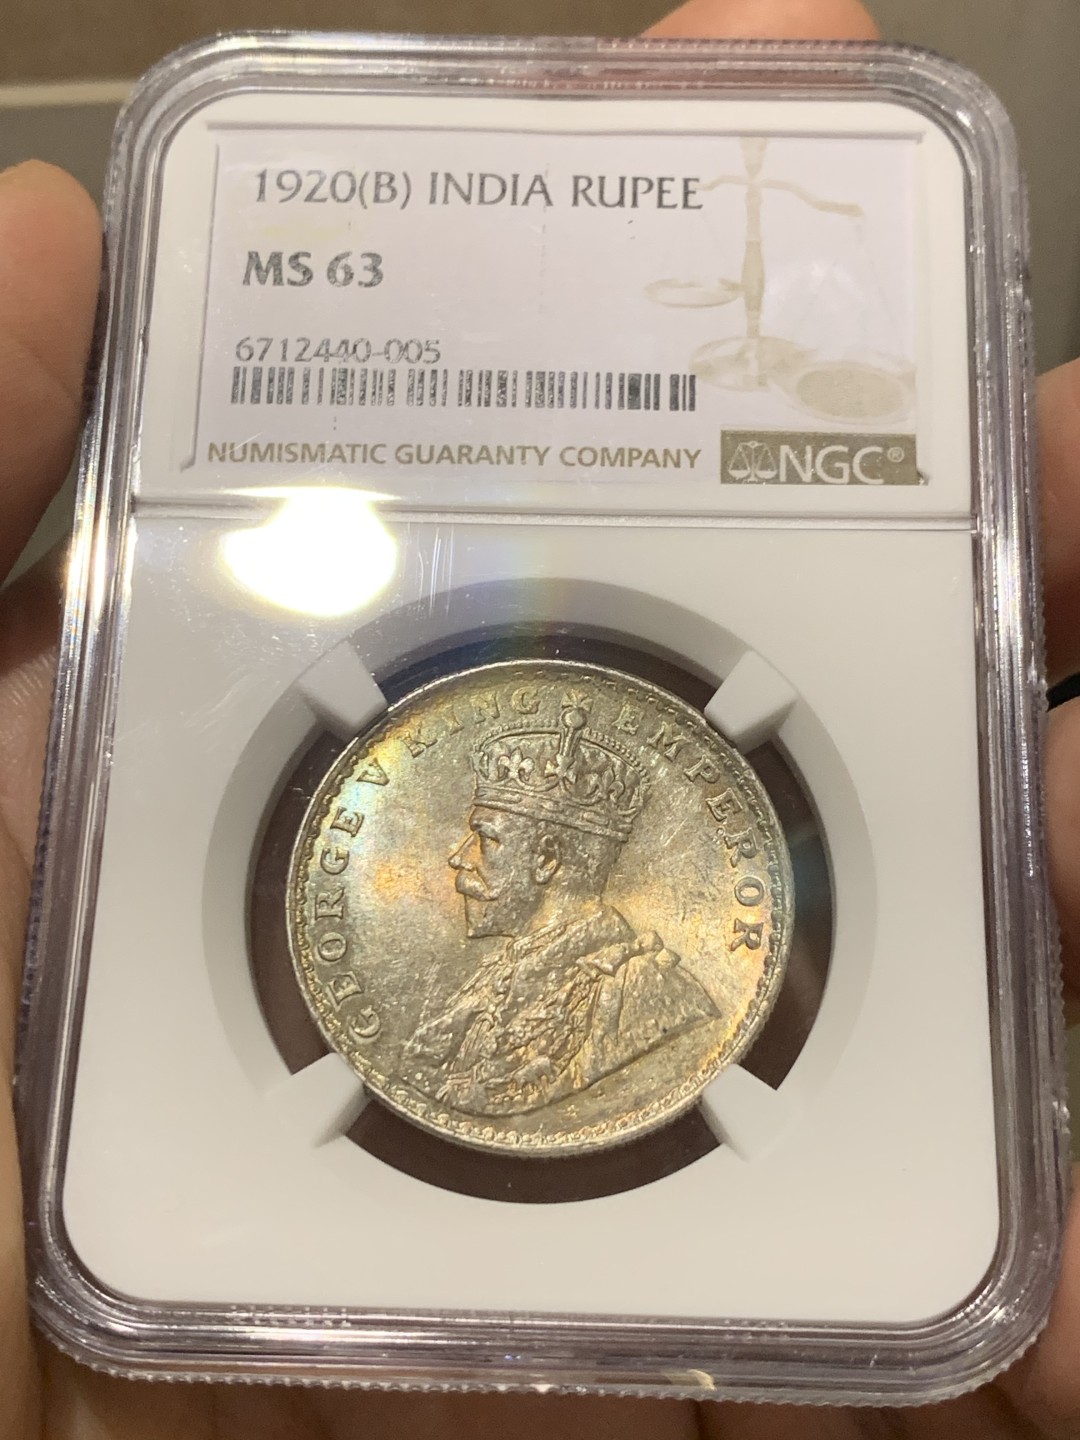 1920(B) INDIA RUPEE
MS 63
6712440-005
NUMISMATIC GUARANTY COMPANY
NGC®
GEORGE V KING EMPEROR